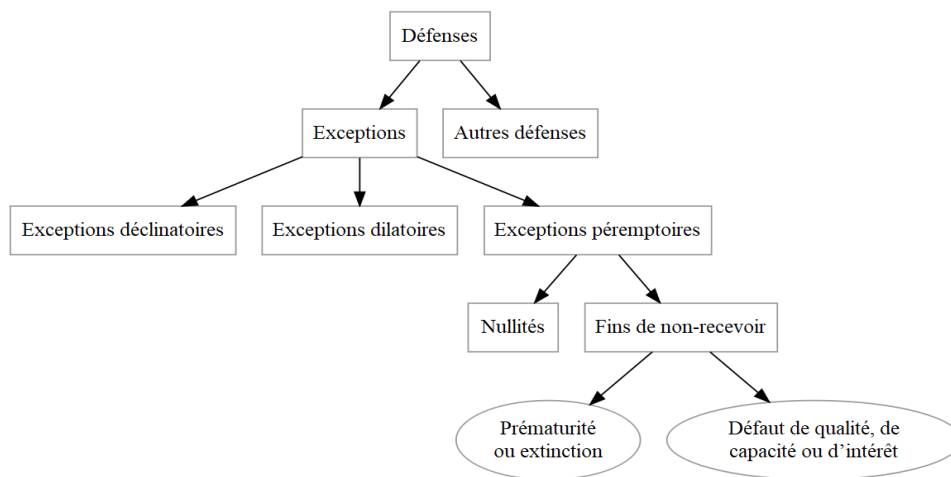 Défenses
Exceptions
Autres défenses
Exceptions déclinatoires
Exceptions dilatoires
Exceptions péremptoires
Nullités
Fins de non-recevoir
Prématurité
ou extinction
Défaut de qualité, de
capacité ou d’intérêt